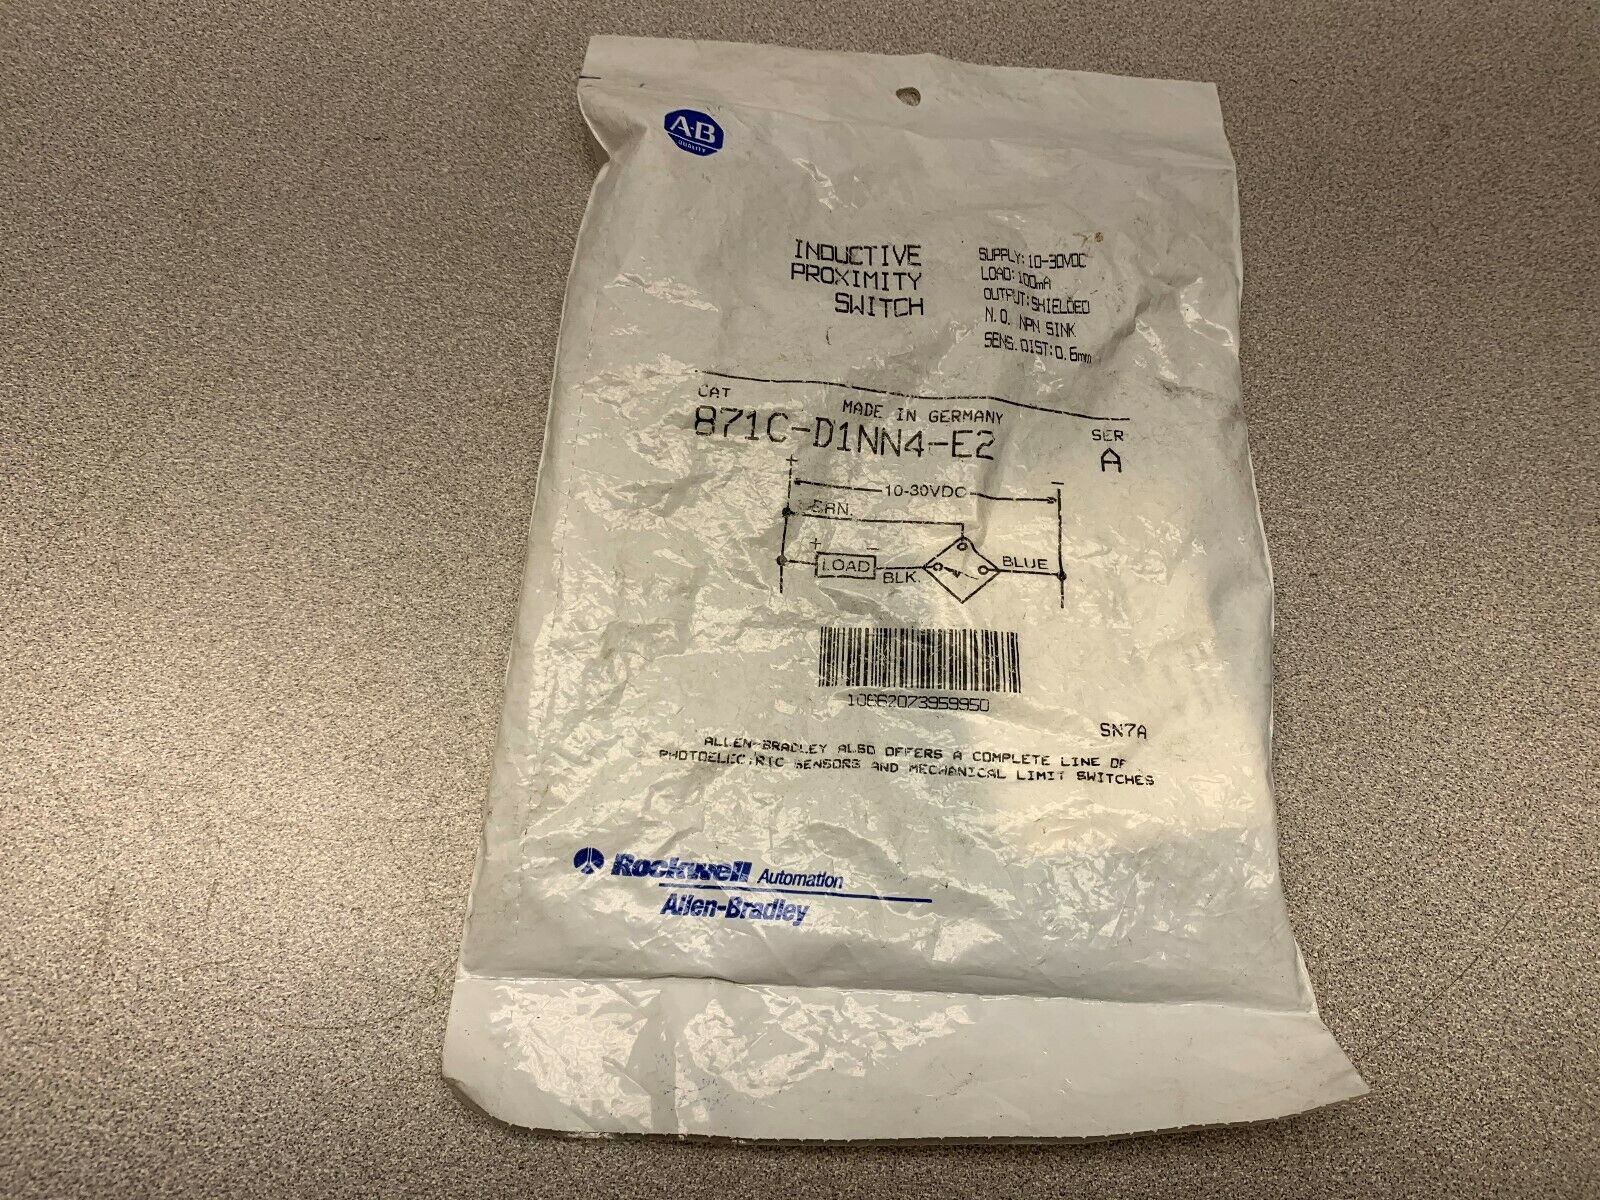 A-B
QUALITY
INDUCTIVE
PROXIMITY
SWITCH
SUPPLY: 10-30VDC
LOAD: 100mA
OUTPUT: SHIELDED
N.O. NPN SINK
SENS. DIST: 0.6mm
CAT
MADE IN GERMANY
871C-D1NN4-E2
SER
A
+
−
10-30VDC
BRN.
+ −
LOAD
BLK.
BLUE
10662073959950
SN7A
ALLEN-BRADLEY ALSO OFFERS A COMPLETE LINE OF
PHOTOELECTRIC SENSORS AND MECHANICAL LIMIT SWITCHES
Rockwell Automation
Allen-Bradley